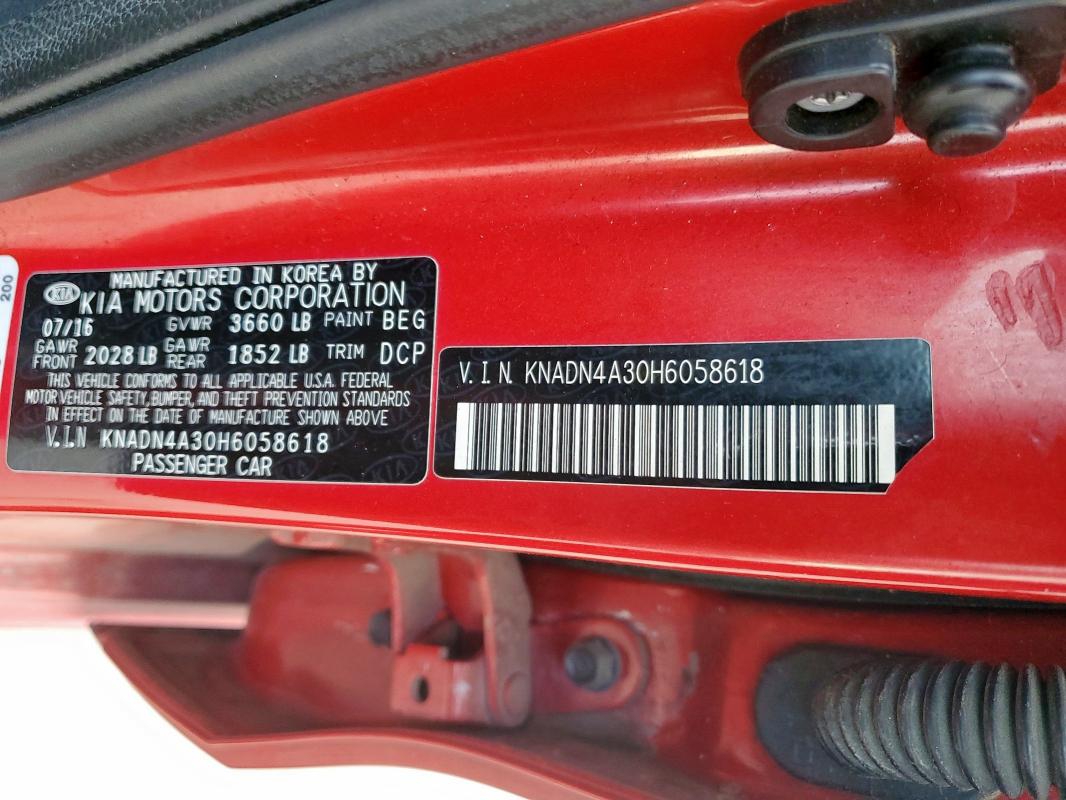 200
MANUFACTURED IN KOREA BY
KIA KIA MOTORS CORPORATION
07/16 GVWR 3660 LB PAINT BEG
GAWR FRONT 2028 LB GAWR REAR 1852 LB TRIM DCP
THIS VEHICLE CONFORMS TO ALL APPLICABLE U.S.A. FEDERAL
MOTOR VEHICLE SAFETY, BUMPER, AND THEFT PREVENTION STANDARDS
IN EFFECT ON THE DATE OF MANUFACTURE SHOWN ABOVE
V.I.N KNADN4A30H6058618
PASSENGER CAR
V.I.N. KNADN4A30H6058618